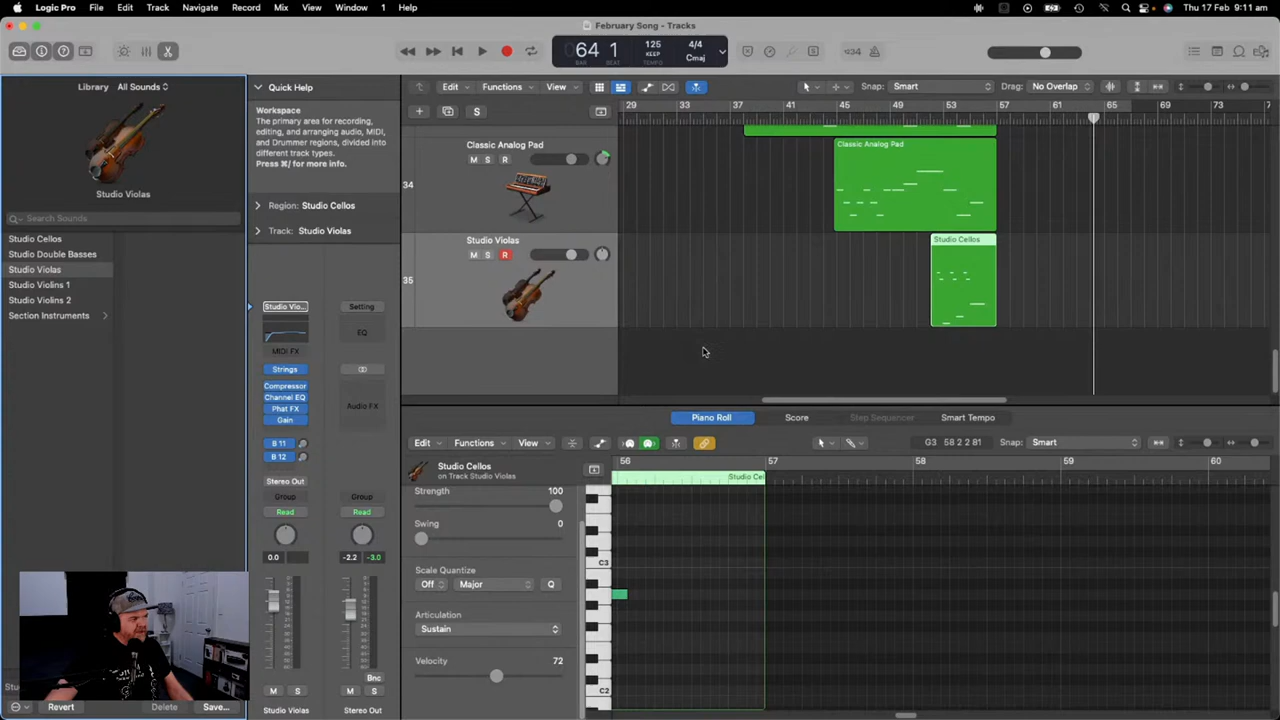 Logic Pro File Edit Track Navigate Record Mix View Window 1 Help
Thu 17 Feb 9:11 am
February Song - Tracks
64 1
BAR BEAT
125
KEEP
TEMPO
4/4
Cmaj
1234
Library All Sounds
Studio Violas
Search Sounds
Studio Cellos
Studio Double Basses
Studio Violas
Studio Violins 1
Studio Violins 2
Section Instruments
Revert
Delete
Save...
Quick Help
Workspace
The primary area for recording,
editing, and arranging audio, MIDI,
and Drummer regions, divided into
different track types.
Press ⌘/ for more info.
Region: Studio Cellos
Track: Studio Violas
Studio Vio...
Setting
EQ
MIDI FX
Strings
Compressor
Channel EQ
Phat FX
Gain
Audio FX
B 11
B 12
Stereo Out
Group
Group
Read
Read
0.0
-2.2 -3.0
Bnc
M S
M S
Studio Violas
Stereo Out
Edit Functions View
Snap: Smart
Drag: No Overlap
S
29 33 37 41 45 49 53 57 61 65 69 73
34
Classic Analog Pad
M S R
Classic Analog Pad
35
Studio Violas
M S R
Studio Cellos
Piano Roll Score Step Sequencer Smart Tempo
Edit Functions View
G3 58 2 2 81
Snap: Smart
Studio Cellos
on Track Studio Violas
56 57 58 59 60
Studio Cel
Strength 100
Swing 0
Scale Quantize
Off Major Q
Articulation
Sustain
Velocity 72
C3
C2